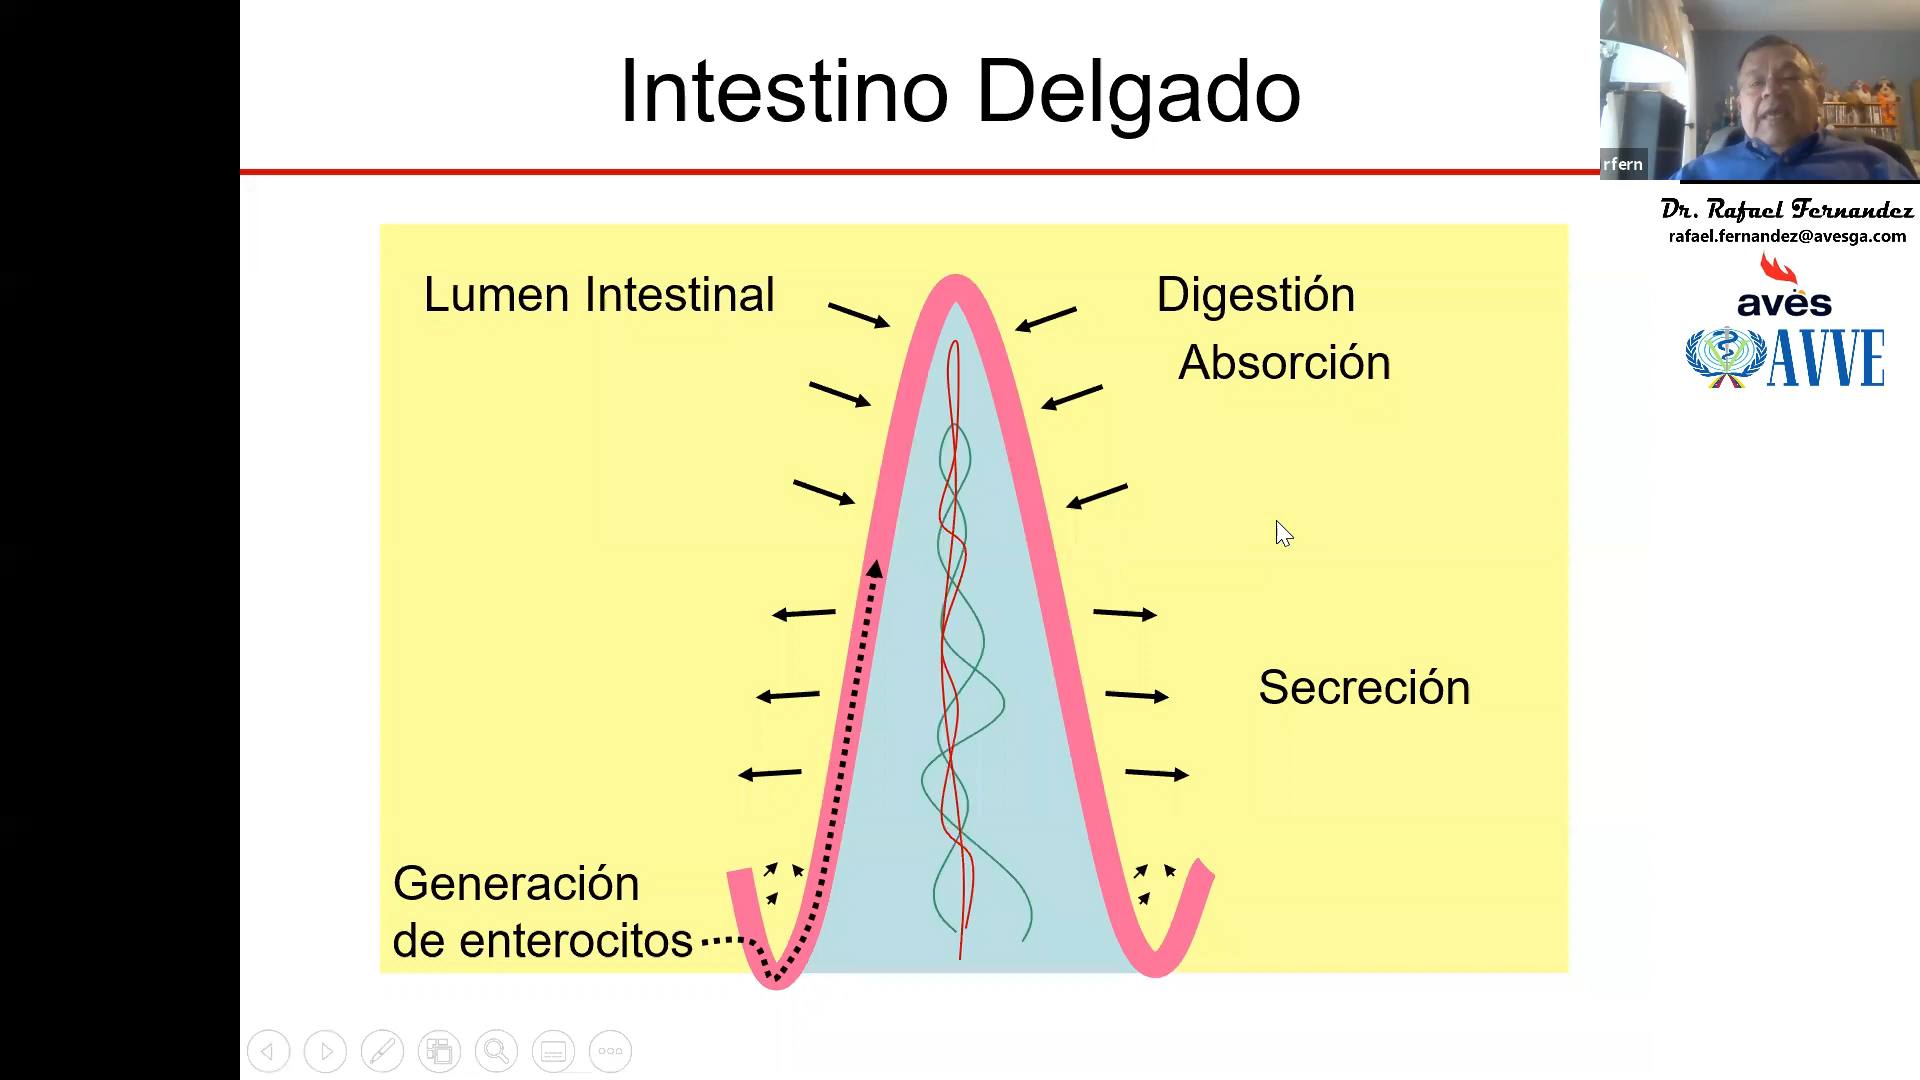 Intestino Delgado
rfern
Dr. Rafael Fernandez
rafael.fernandez@avesga.com
avès
AVVE
Lumen Intestinal
Digestión
Absorción
Secreción
Generación
de enterocitos